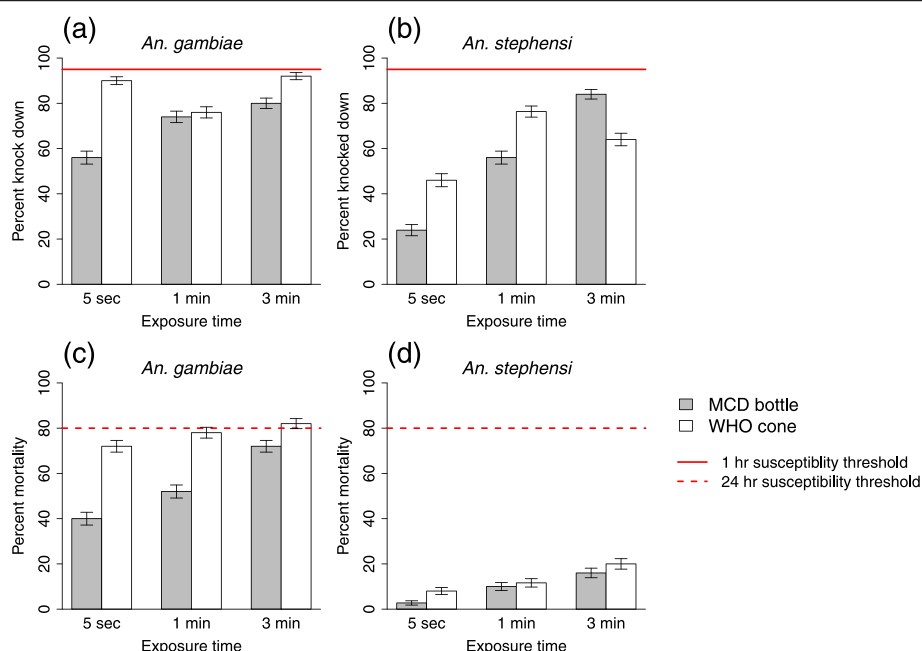 (a)
An. gambiae
Percent knock down
0 20 40 60 80 100
5 sec 1 min 3 min
Exposure time
(b)
An. stephensi
Percent knocked down
0 20 40 60 80 100
5 sec 1 min 3 min
Exposure time
(c)
An. gambiae
Percent mortality
0 20 40 60 80 100
5 sec 1 min 3 min
Exposure time
(d)
An. stephensi
Percent mortality
0 20 40 60 80 100
5 sec 1 min 3 min
Exposure time
MCD bottle
WHO cone
1 hr susceptiblity threshold
24 hr susceptibility threshold